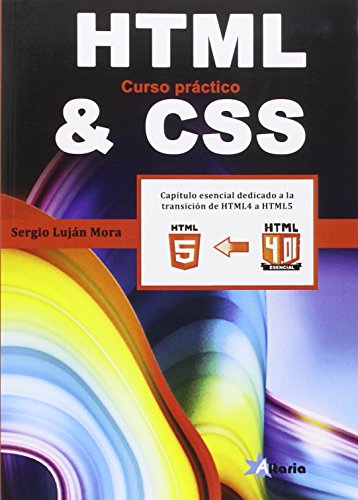 HTML
Curso práctico
& CSS
Capítulo esencial dedicado a la
transición de HTML4 a HTML5
Sergio Luján Mora
HTML
5
HTML
4.01
ESENCIAL
Altaria